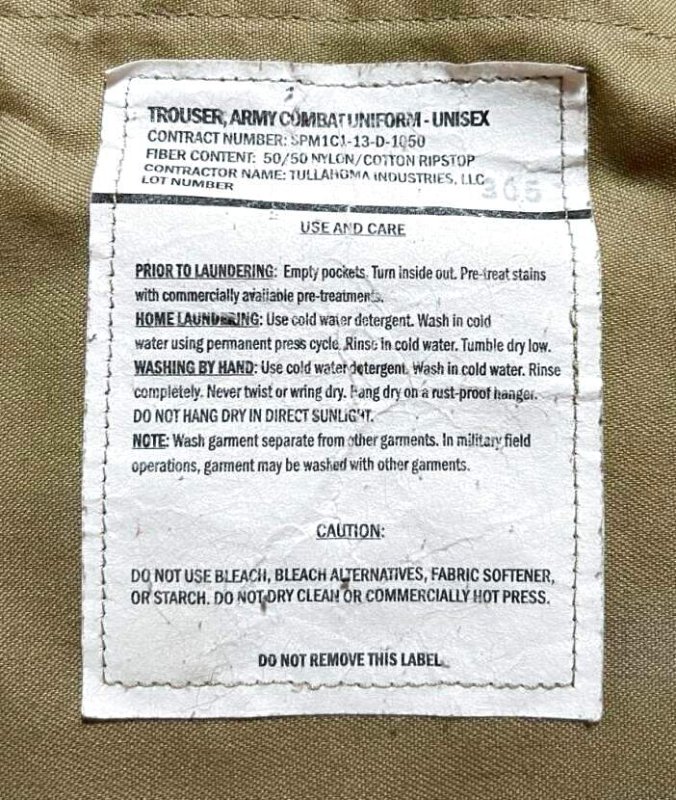 TROUSER, ARMY COMBAT UNIFORM - UNISEX
CONTRACT NUMBER: SPM1C1-13-D-1050
FIBER CONTENT: 50/50 NYLON/COTTON RIPSTOP
CONTRACTOR NAME: TULLAHOMA INDUSTRIES, LLC
LOT NUMBER 305
USE AND CARE
PRIOR TO LAUNDERING: Empty pockets. Turn inside out. Pre-treat stains
with commercially available pre-treatments.
HOME LAUNDERING: Use cold water detergent. Wash in cold
water using permanent press cycle. Rinse in cold water. Tumble dry low.
WASHING BY HAND: Use cold water detergent. Wash in cold water. Rinse
completely. Never twist or wring dry. Hang dry on a rust-proof hanger.
DO NOT HANG DRY IN DIRECT SUNLIGHT.
NOTE: Wash garment separate from other garments. In military field
operations, garment may be washed with other garments.
CAUTION:
DO NOT USE BLEACH, BLEACH ALTERNATIVES, FABRIC SOFTENER,
OR STARCH. DO NOT DRY CLEAN OR COMMERCIALLY HOT PRESS.
DO NOT REMOVE THIS LABEL